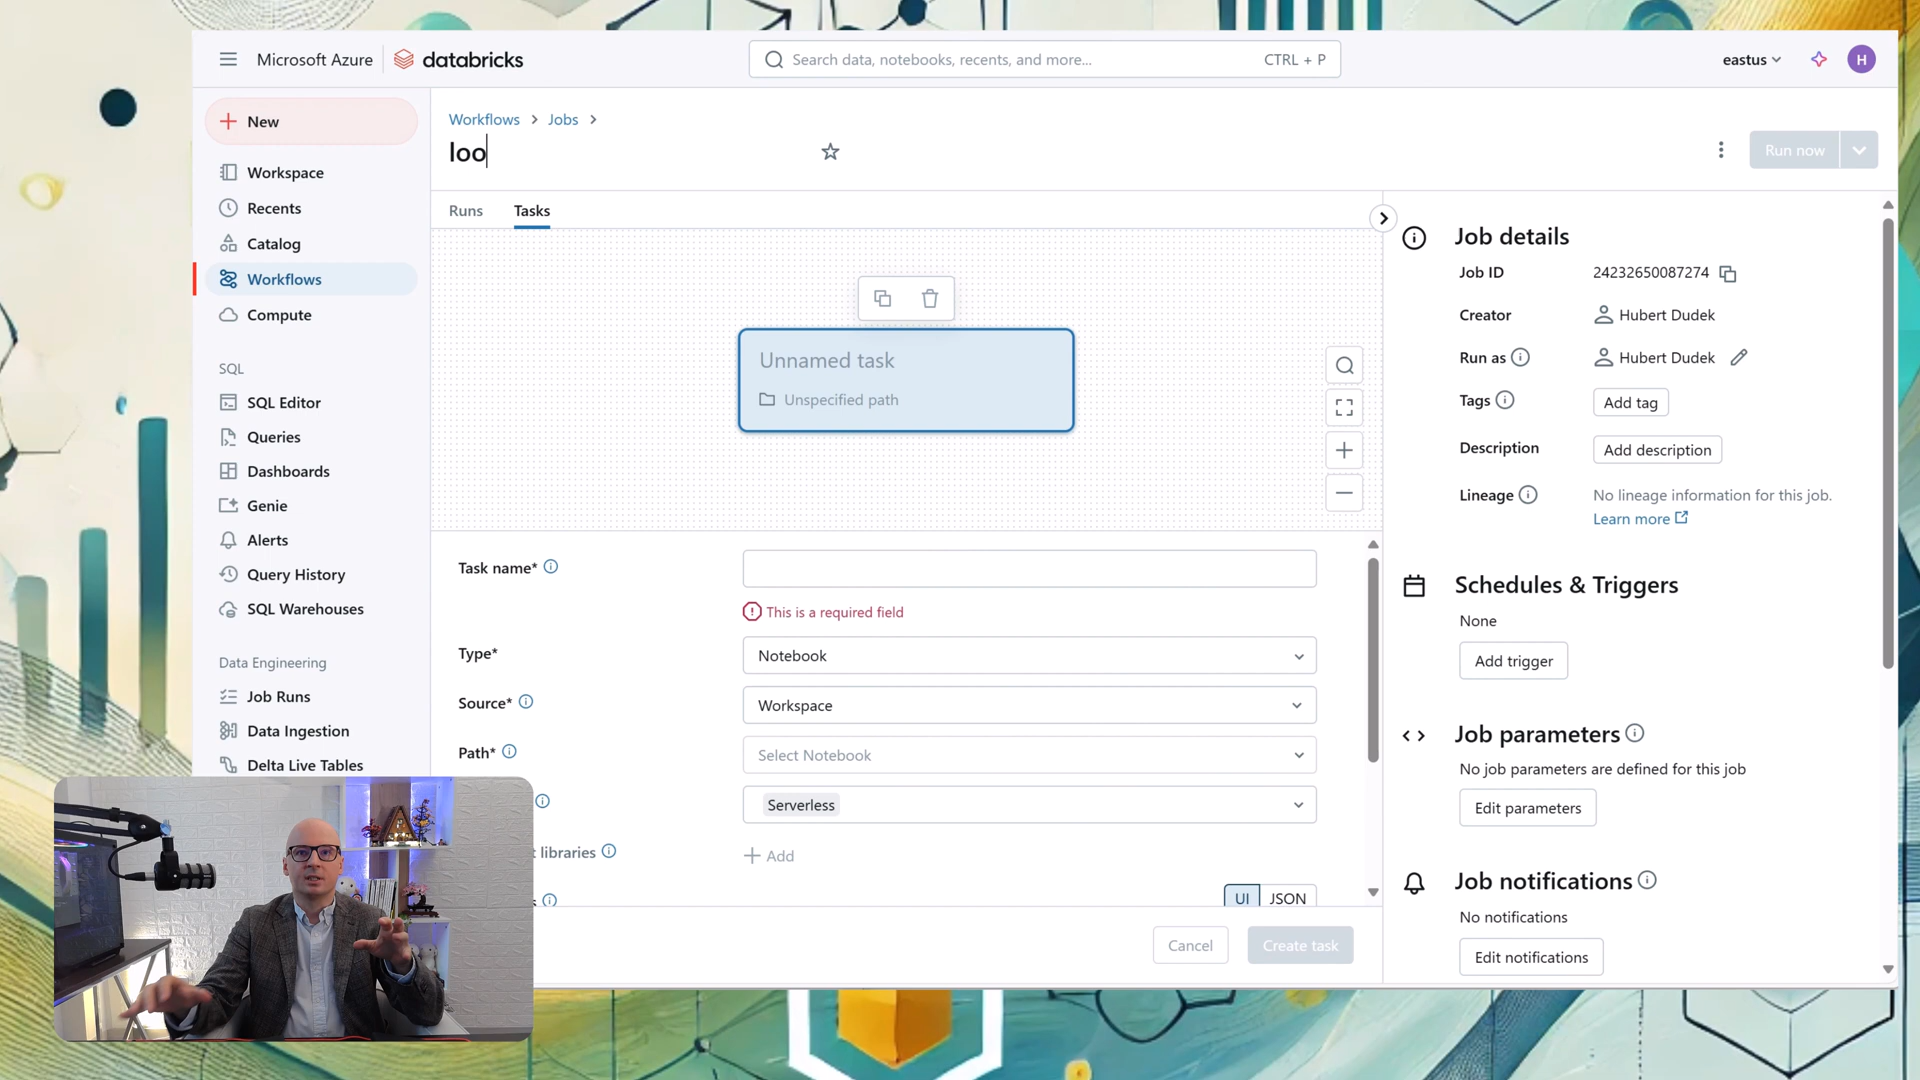 Microsoft Azure
databricks
Search data, notebooks, recents, and more...
CTRL + P
eastus
H
New
Workspace
Recents
Catalog
Workflows
Compute
SQL
SQL Editor
Queries
Dashboards
Genie
Alerts
Query History
SQL Warehouses
Data Engineering
Job Runs
Data Ingestion
Delta Live Tables
Workflows
Jobs
loo
Run now
Runs
Tasks
Unnamed task
Unspecified path
Task name*
This is a required field
Type*
Notebook
Source*
Workspace
Path*
Select Notebook
Serverless
t libraries
Add
s
UI
JSON
Cancel
Create task
Job details
Job ID
24232650087274
Creator
Hubert Dudek
Run as
Hubert Dudek
Tags
Add tag
Description
Add description
Lineage
No lineage information for this job.
Learn more
Schedules & Triggers
None
Add trigger
Job parameters
No job parameters are defined for this job
Edit parameters
Job notifications
No notifications
Edit notifications